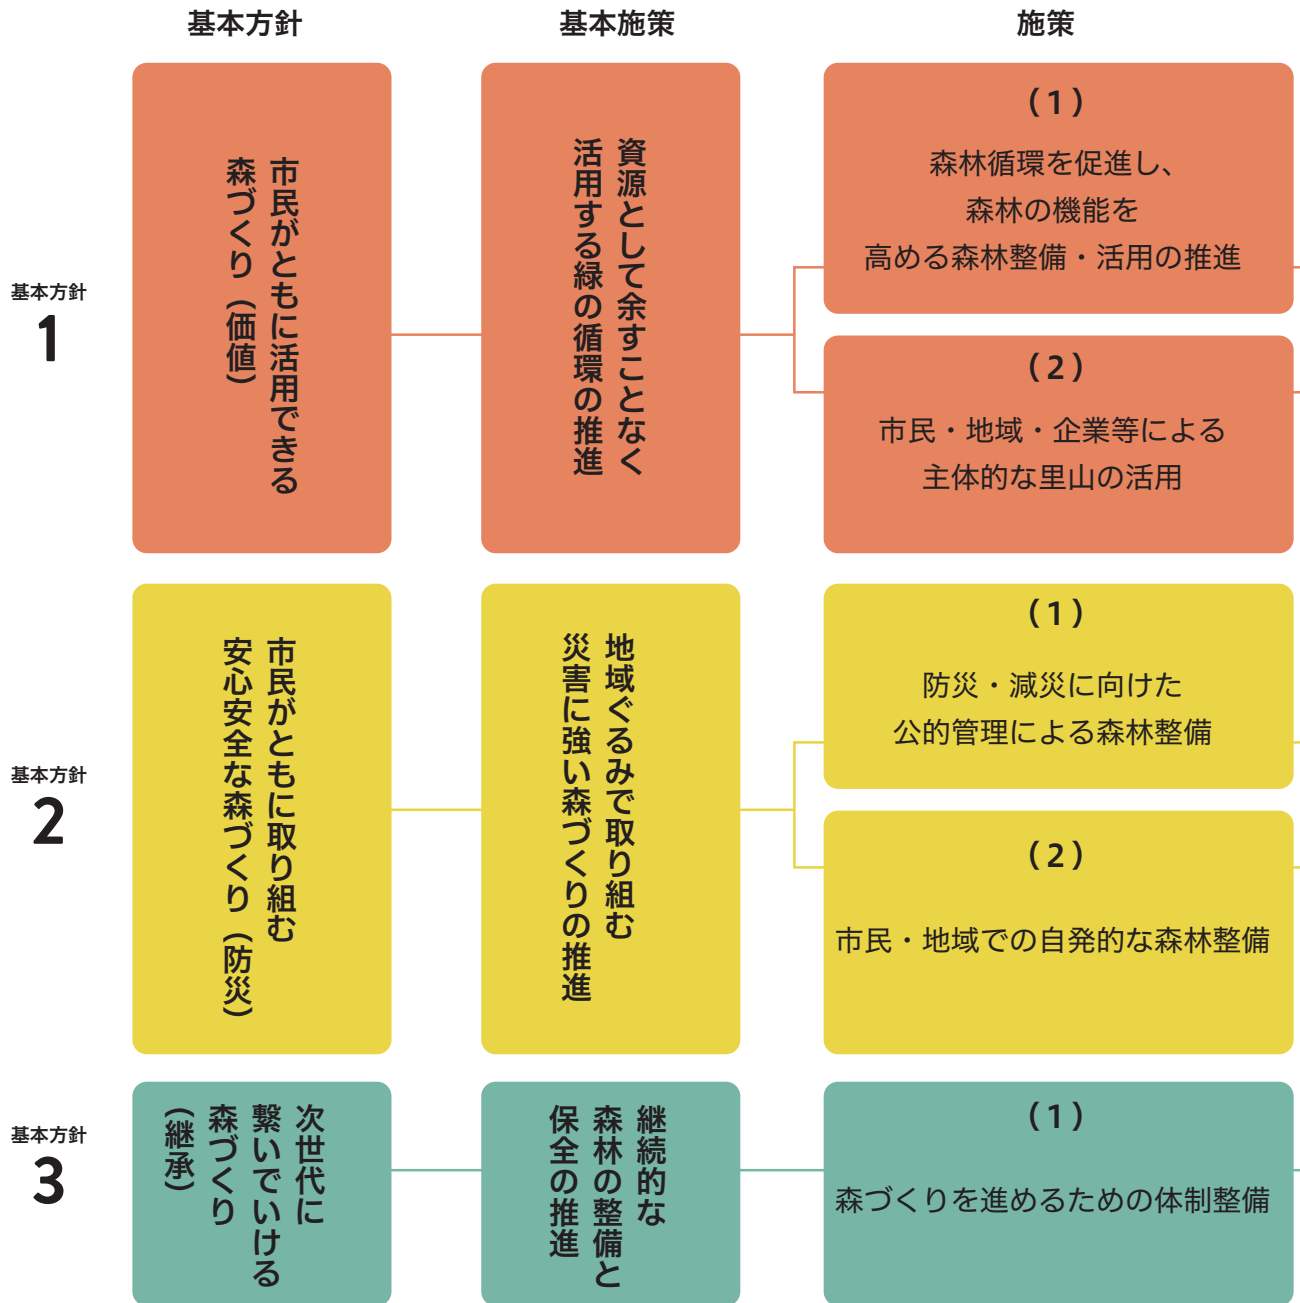 基本方針
基本施策
施策
基本方針
1
市民がともに活用できる
森づくり（価値）
資源として余すことなく
活用する緑の循環の推進
（1）
森林循環を促進し、
森林の機能を
高める森林整備・活用の推進
（2）
市民・地域・企業等による
主体的な里山の活用
基本方針
2
市民がともに取り組む
安心安全な森づくり（防災）
地域ぐるみで取り組む
災害に強い森づくりの推進
（1）
防災・減災に向けた
公的管理による森林整備
（2）
市民・地域での自発的な森林整備
基本方針
3
次世代に
繋いでいける
森づくり
（継承）
継続的な
森林の整備と
保全の推進
（1）
森づくりを進めるための体制整備